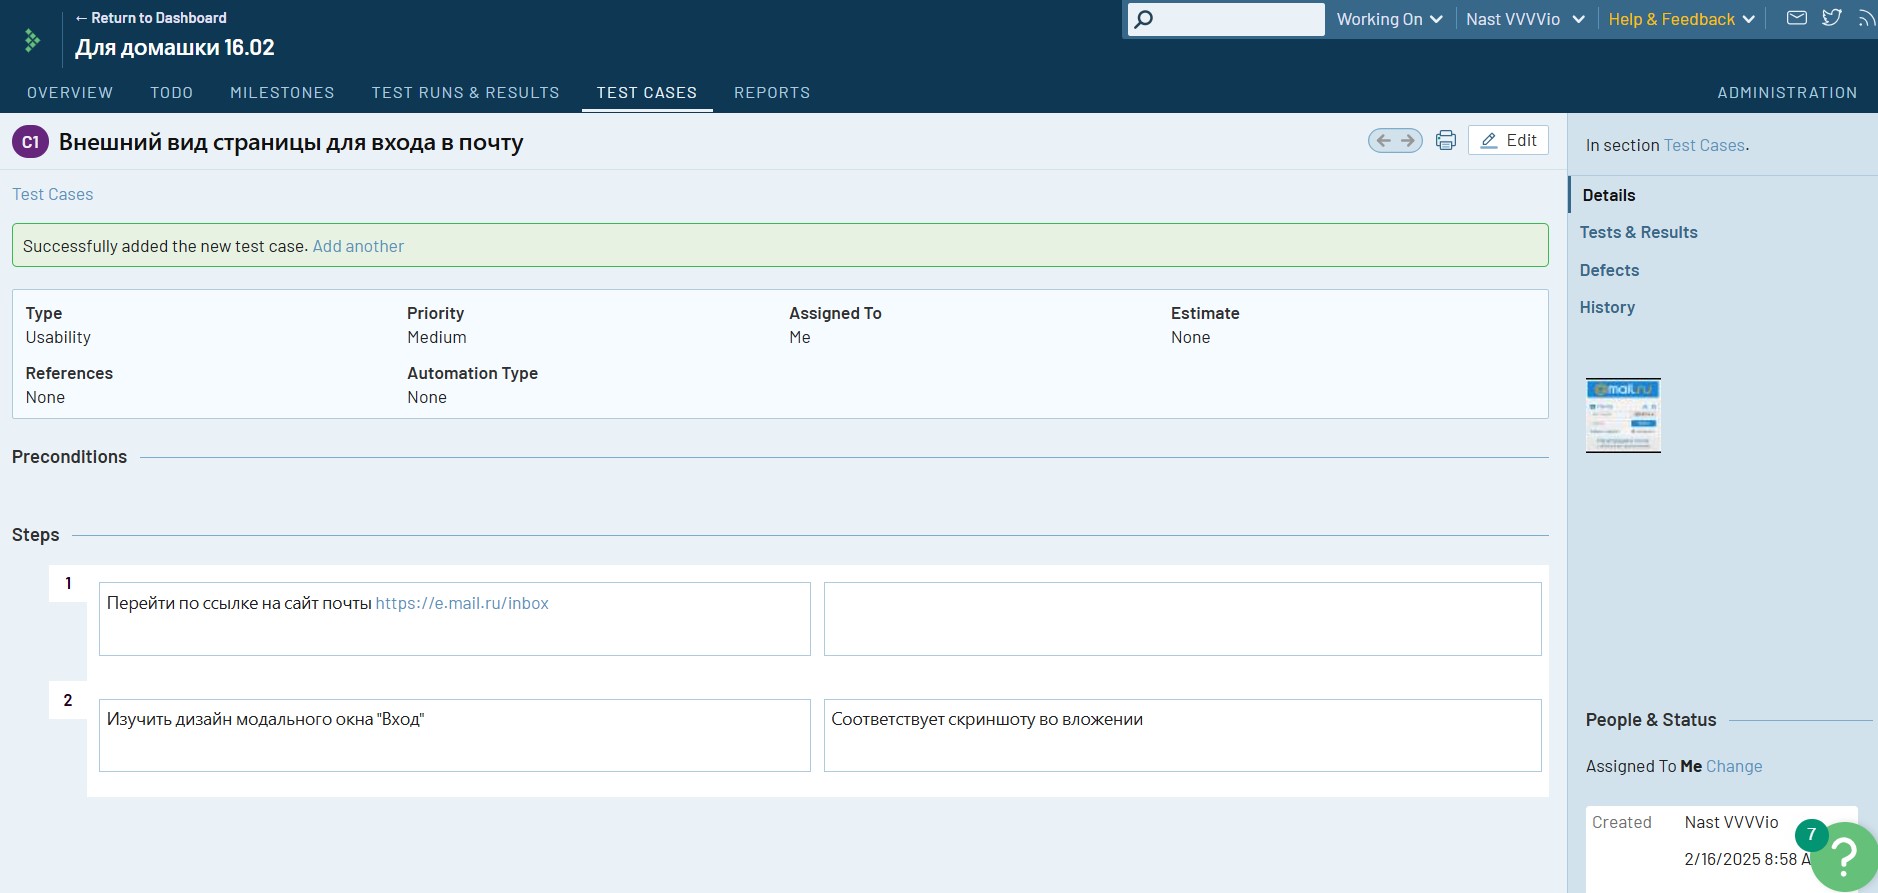 ← Return to Dashboard
Для домашки 16.02
Working On
Nast VVVVio
Help & Feedback
OVERVIEW
TODO
MILESTONES
TEST RUNS & RESULTS
TEST CASES
REPORTS
ADMINISTRATION
C1
Внешний вид страницы для входа в почту
Edit
Test Cases
Successfully added the new test case. Add another
Type
Usability
Priority
Medium
Assigned To
Me
Estimate
None
References
None
Automation Type
None
Preconditions
Steps
1
Перейти по ссылке на сайт почты https://e.mail.ru/inbox
2
Изучить дизайн модального окна "Вход"
Соответствует скриншоту во вложении
In section Test Cases.
Details
Tests & Results
Defects
History
@mail.ru
People & Status
Assigned To Me Change
Created
Nast VVVVio
2/16/2025 8:58 A
7
?